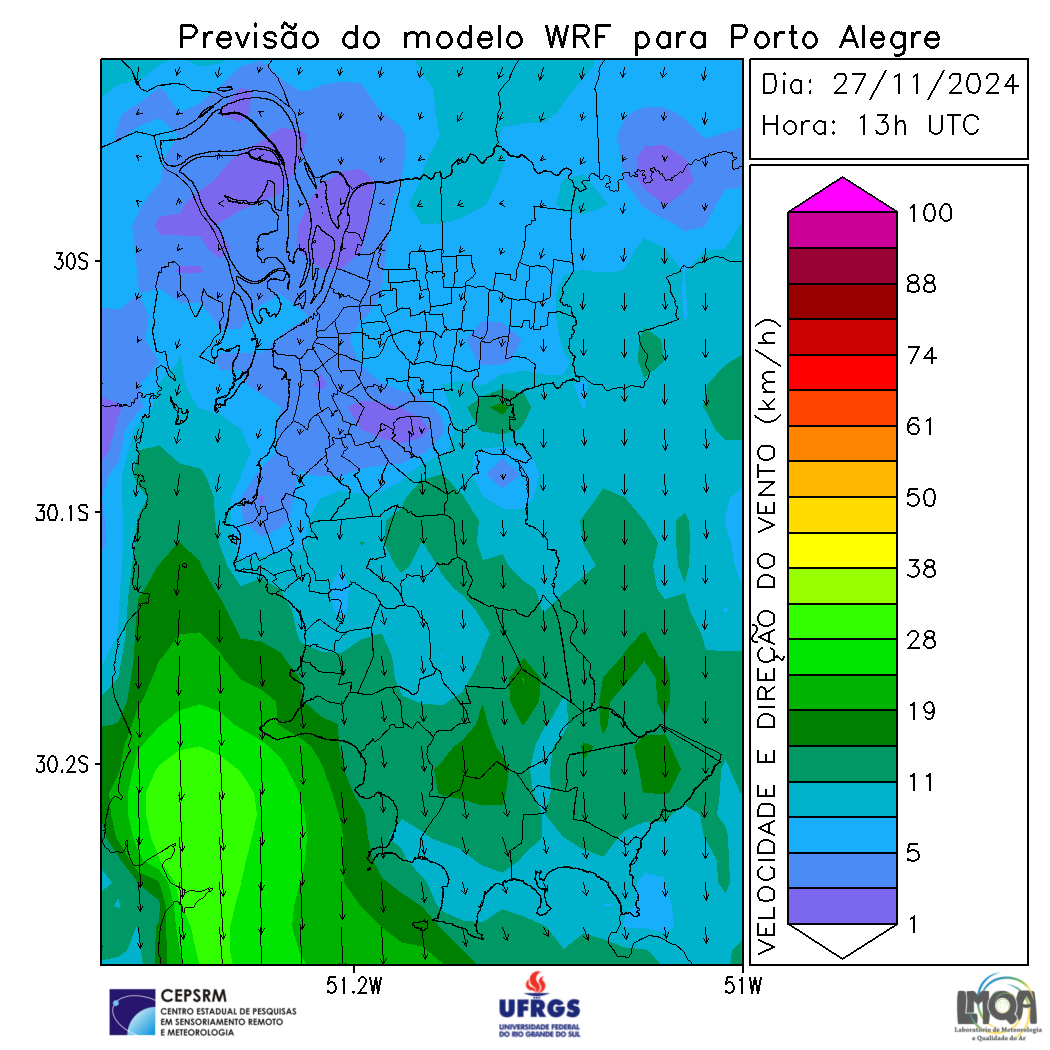 Previsão do modelo WRF para Porto Alegre
Dia: 27/11/2024
Hora: 13h UTC
30S
30.1S
30.2S
51.2W
51W
VELOCIDADE E DIREÇÃO DO VENTO (km/h)
100
88
74
61
50
38
28
19
11
5
1
CEPSRM
CENTRO ESTADUAL DE PESQUISAS
EM SENSORIAMENTO REMOTO
E METEOROLOGIA
UFRGS
UNIVERSIDADE FEDERAL
DO RIO GRANDE DO SUL
LMQA
Laboratório de Meteorologia
e Qualidade do Ar